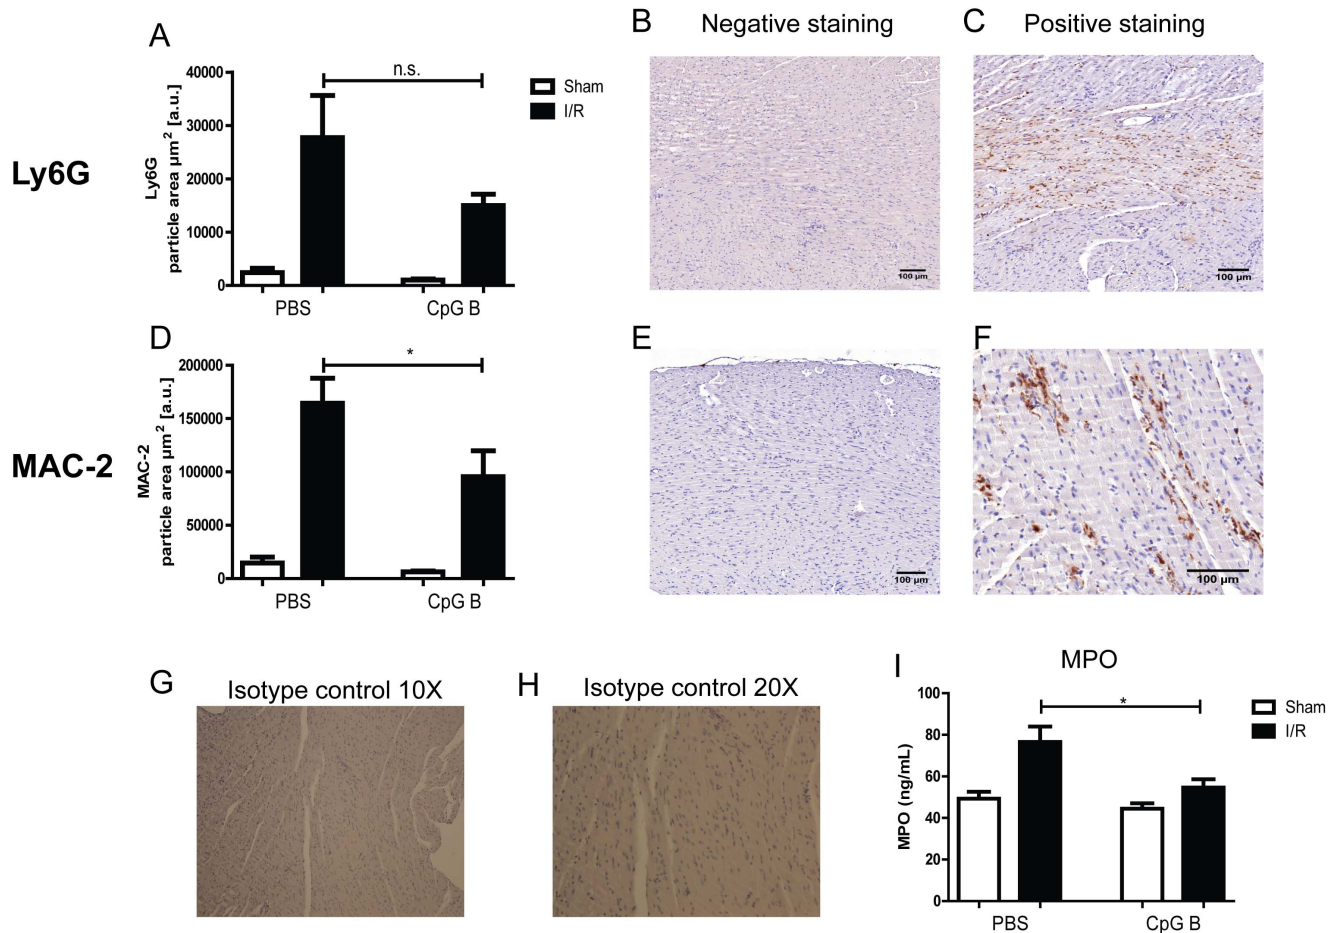 A
B
Negative staining
C
Positive staining
Ly6G
Ly6G
particle area µm² [a.u.]
40000
30000
20000
10000
0
n.s.
Sham
I/R
PBS
CpG B
100 µm
100 µm
D
E
F
MAC-2
MAC-2
particle area µm² [a.u.]
200000
150000
100000
50000
0
*
PBS
CpG B
100 µm
100 µm
G
Isotype control 10X
H
Isotype control 20X
I
MPO
MPO (ng/mL)
100
80
60
40
20
0
*
Sham
I/R
PBS
CpG B